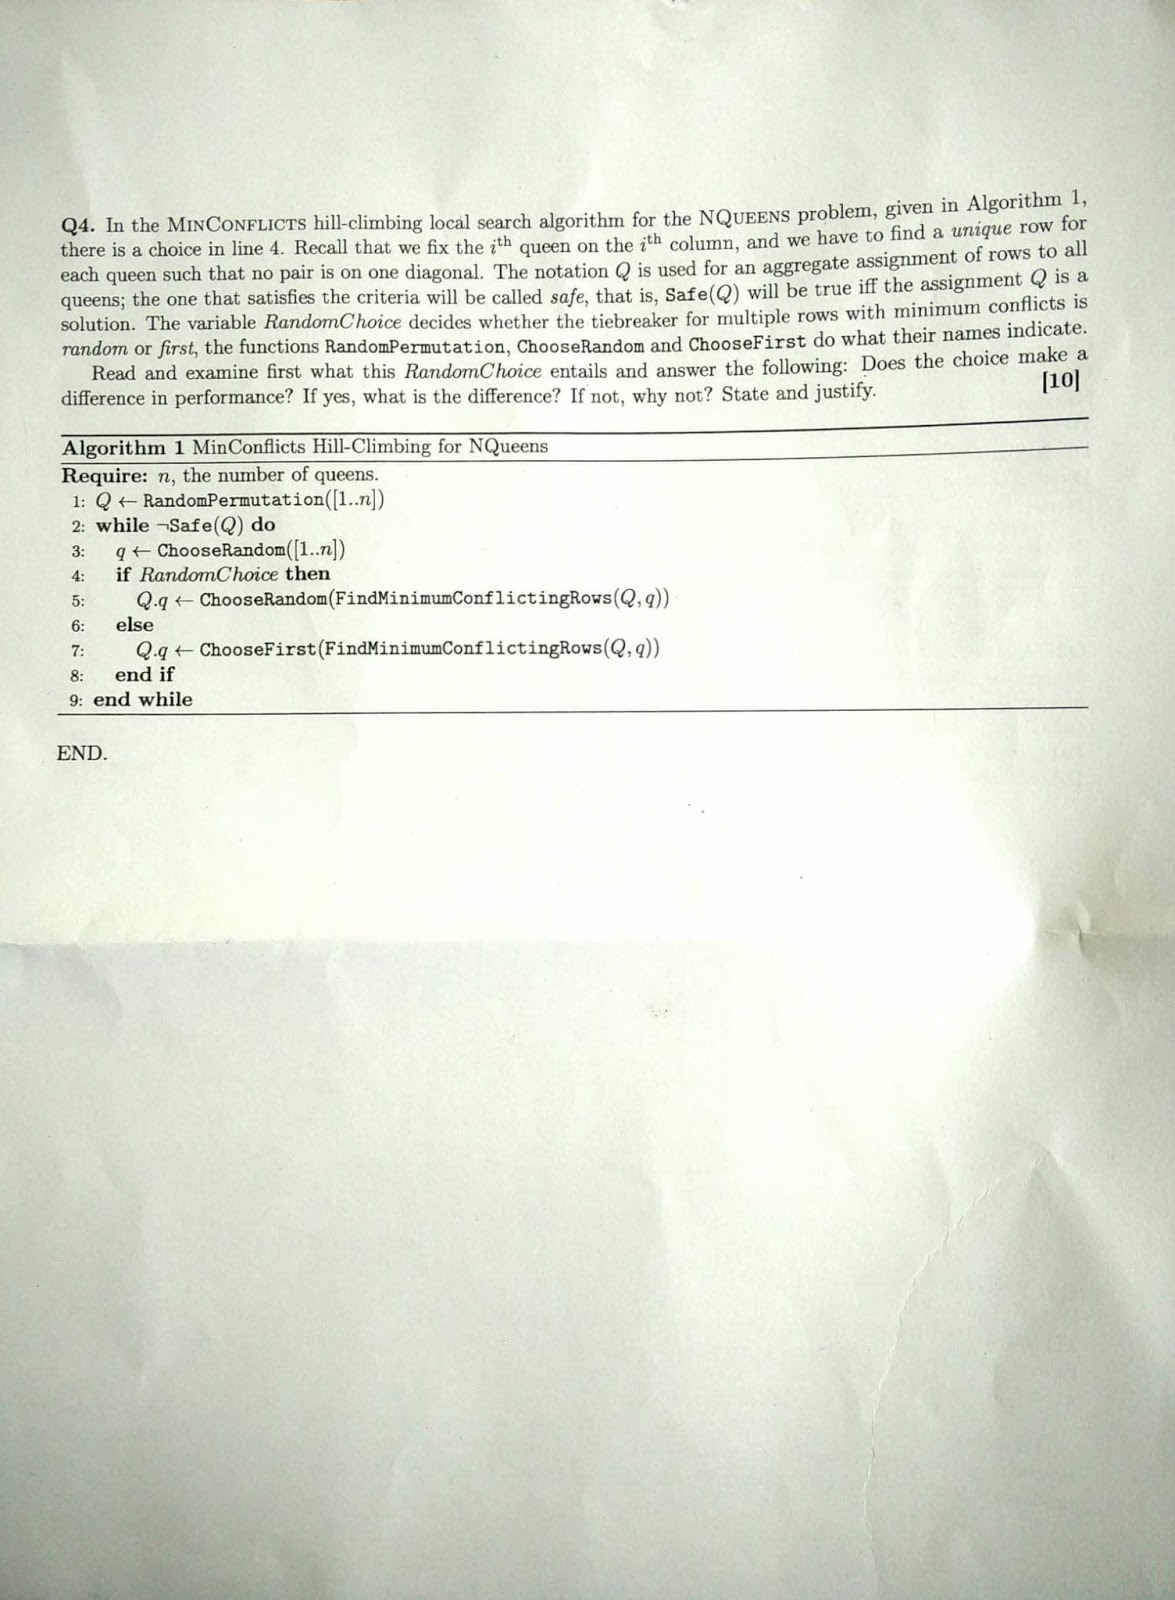 Q4. In the MINCONFLICTS hill-climbing local search algorithm for the NQUEENS problem, given in Algorithm 1,
there is a choice in line 4. Recall that we fix the iᵗʰ queen on the iᵗʰ column, and we have to find a unique row for
each queen such that no pair is on one diagonal. The notation Q is used for an aggregate assignment of rows to all
queens; the one that satisfies the criteria will be called safe, that is, Safe(Q) will be true iff the assignment Q is a
solution. The variable RandomChoice decides whether the tiebreaker for multiple rows with minimum conflicts is
random or first, the functions RandomPermutation, ChooseRandom and ChooseFirst do what their names indicate.
Read and examine first what this RandomChoice entails and answer the following: Does the choice make a
difference in performance? If yes, what is the difference? If not, why not? State and justify. [10]
Algorithm 1 MinConflicts Hill-Climbing for NQueens
Require: n, the number of queens.
1: Q ← RandomPermutation([1..n])
2: while ¬Safe(Q) do
3: q ← ChooseRandom([1..n])
4: if RandomChoice then
5: Q.q ← ChooseRandom(FindMinimumConflictingRows(Q,q))
6: else
7: Q.q ← ChooseFirst(FindMinimumConflictingRows(Q,q))
8: end if
9: end while
END.